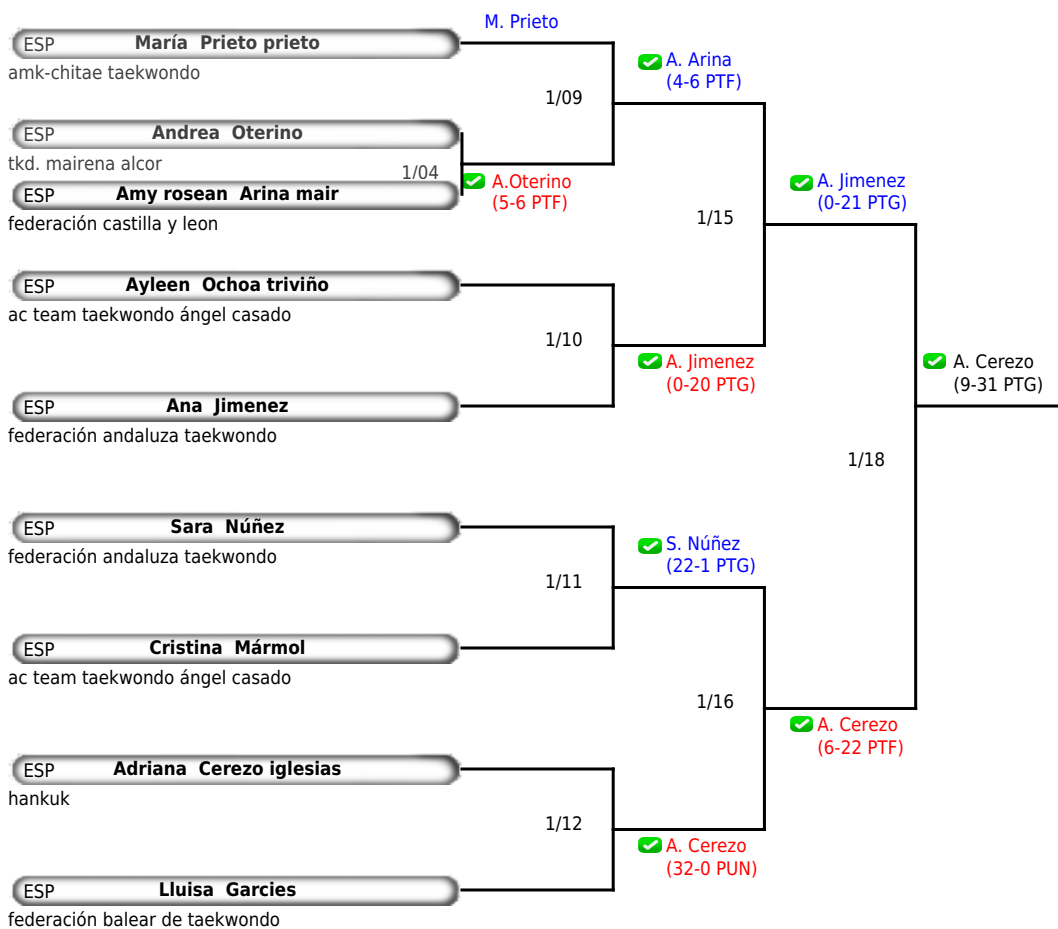 M. Prieto
ESP María Prieto prieto
amk-chitae taekwondo
A. Arina
(4-6 PTF)
1/09
ESP Andrea Oterino
tkd. mairena alcor
1/04
A.Oterino
(5-6 PTF)
ESP Amy rosean Arina mair
federación castilla y leon
A. Jimenez
(0-21 PTG)
1/15
ESP Ayleen Ochoa triviño
ac team taekwondo ángel casado
1/10
A. Jimenez
(0-20 PTG)
A. Cerezo
(9-31 PTG)
ESP Ana Jimenez
federación andaluza taekwondo
1/18
ESP Sara Núñez
federación andaluza taekwondo
S. Núñez
(22-1 PTG)
1/11
ESP Cristina Mármol
ac team taekwondo ángel casado
1/16
A. Cerezo
(6-22 PTF)
ESP Adriana Cerezo iglesias
hankuk
1/12
A. Cerezo
(32-0 PUN)
ESP Lluisa Garcies
federación balear de taekwondo